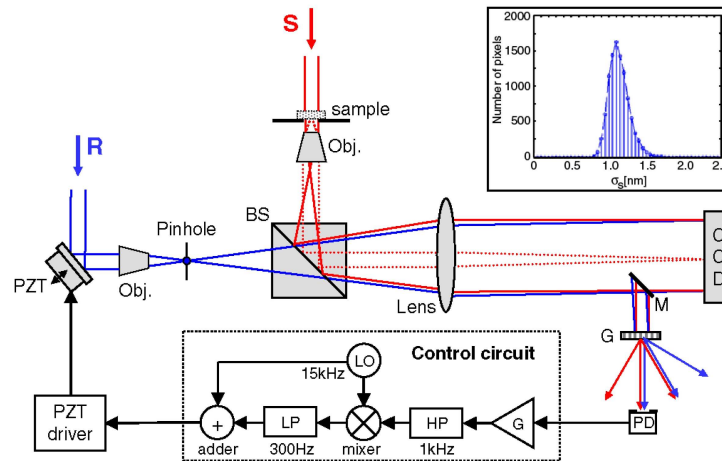 S
sample
Obj.
R
Pinhole
BS
PZT
Obj.
Lens
C
C
D
M
G
PD
Control circuit
LO
15kHz
PZT
driver
+
adder
LP
300Hz
mixer
HP
1kHz
G
2000
1500
1000
500
0
Number of pixels
0 0.5 1 1.5 2.0 2.
σs[nm]